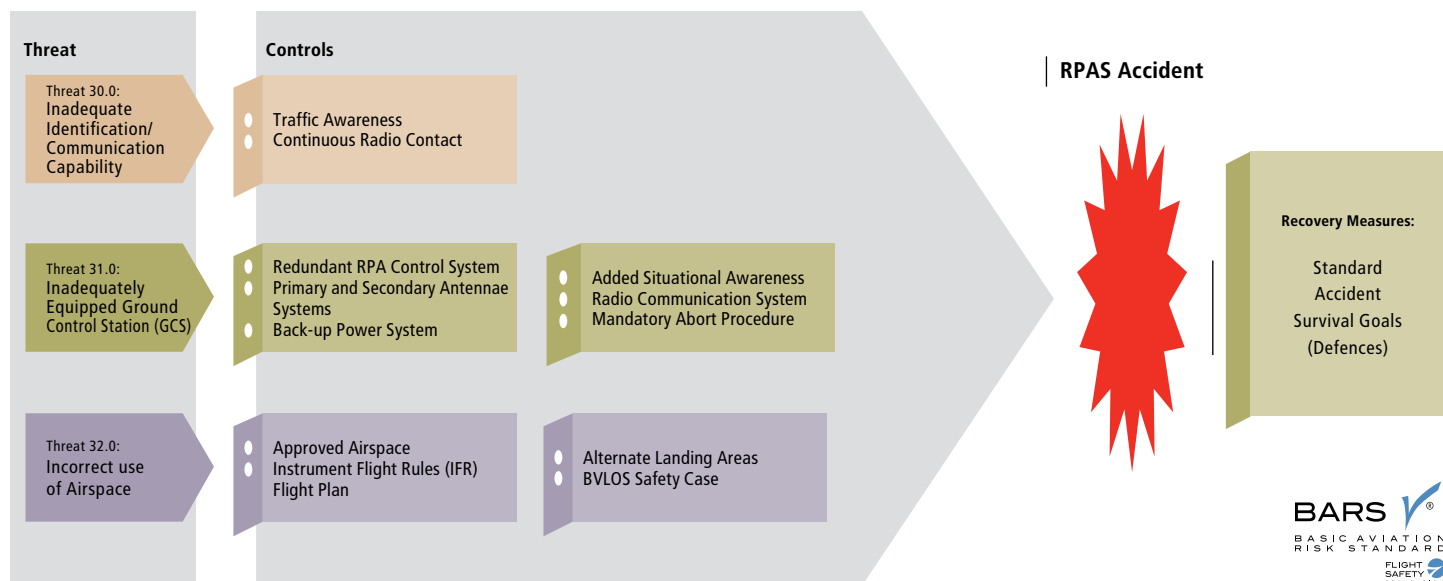 Threat
Controls
RPAS Accident
Threat 30.0:
Inadequate
Identification/
Communication
Capability
Traffic Awareness
Continuous Radio Contact
Threat 31.0:
Inadequately
Equipped Ground
Control Station (GCS)
Redundant RPA Control System
Primary and Secondary Antennae
Systems
Back-up Power System
Added Situational Awareness
Radio Communication System
Mandatory Abort Procedure
Threat 32.0:
Incorrect use
of Airspace
Approved Airspace
Instrument Flight Rules (IFR)
Flight Plan
Alternate Landing Areas
BVLOS Safety Case
Recovery Measures:
Standard
Accident
Survival Goals
(Defences)
BARS ®
BASIC AVIATION
RISK STANDARD
FLIGHT
SAFETY